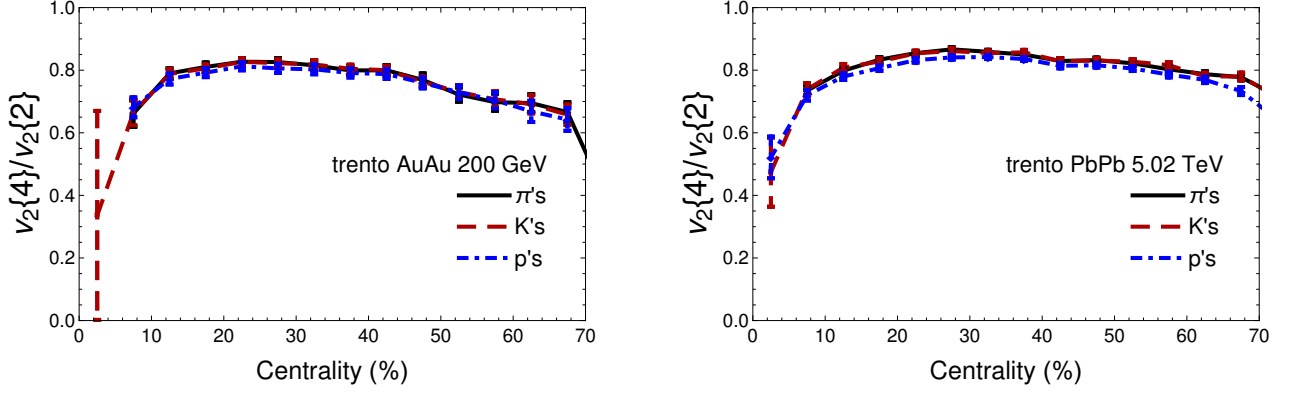 1.0
0.8
0.6
0.4
0.2
0.0
v2{4}/v2{2}
trento AuAu 200 GeV
π's
K's
p's
0 10 20 30 40 50 60 70
Centrality (%)
1.0
0.8
0.6
0.4
0.2
0.0
v2{4}/v2{2}
trento PbPb 5.02 TeV
π's
K's
p's
0 10 20 30 40 50 60 70
Centrality (%)